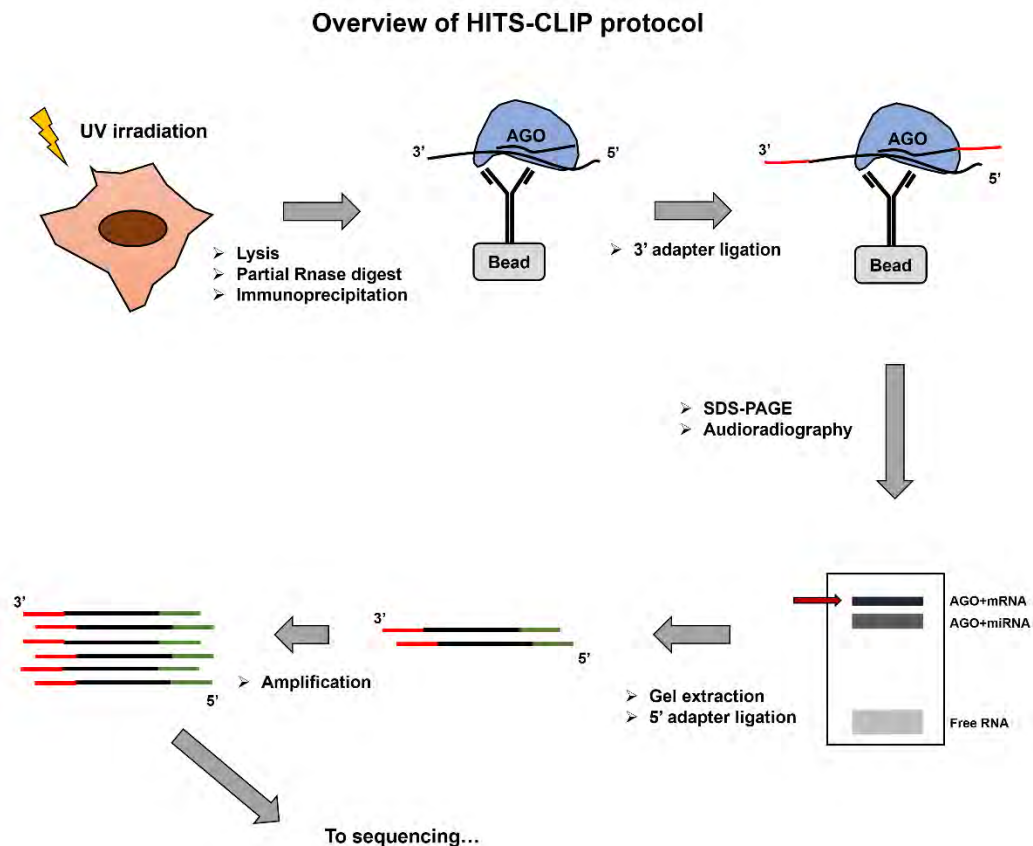 Overview of HITS-CLIP protocol
UV irradiation
➢ Lysis
➢ Partial Rnase digest
➢ Immunoprecipitation
3’
AGO
5’
Bead
➢ 3’ adapter ligation
3’
AGO
5’
Bead
➢ SDS-PAGE
➢ Audioradiography
AGO+mRNA
AGO+miRNA
Free RNA
➢ Gel extraction
➢ 5’ adapter ligation
5’
➢ Amplification
3’
5’
To sequencing…